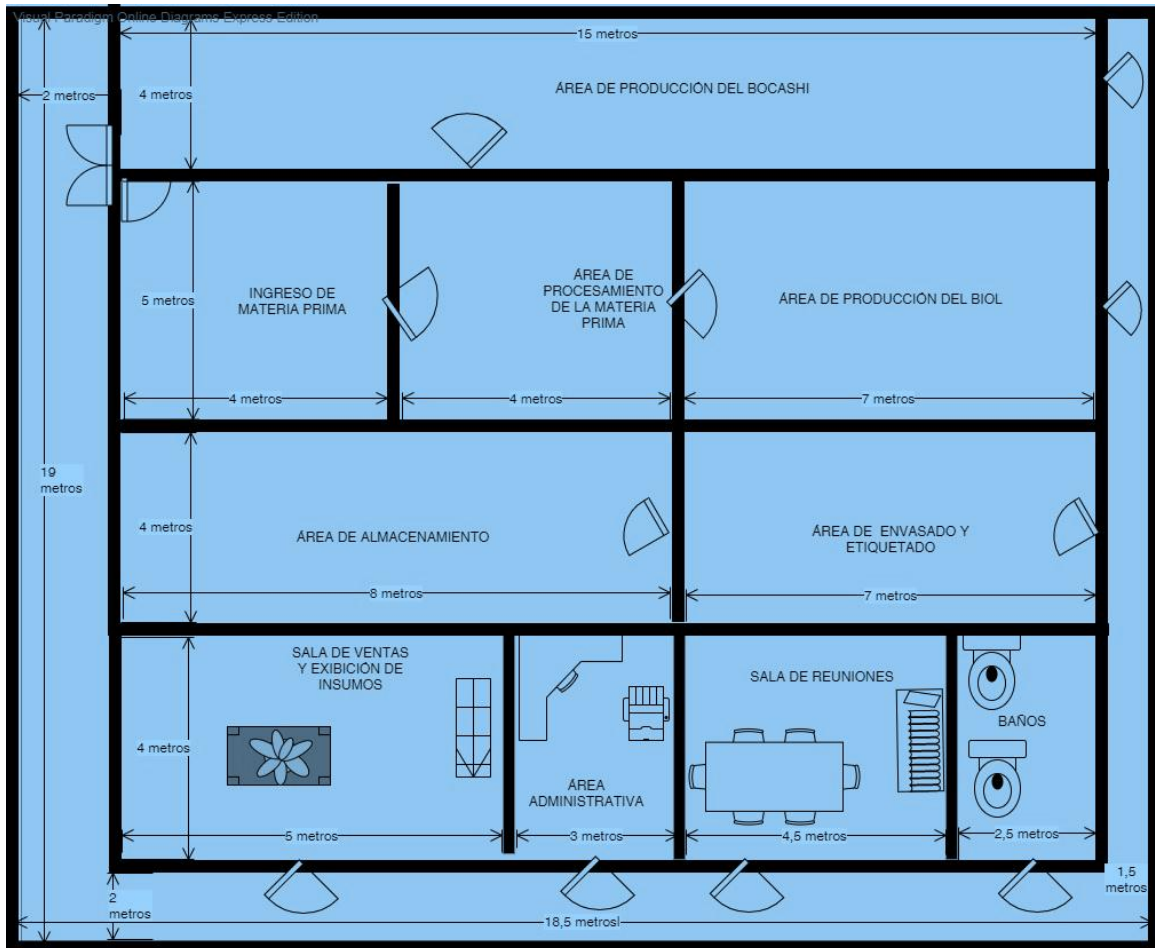 Visual Paradigm Online Diagrams Express Edition
15 metros
2 metros
4 metros
ÁREA DE PRODUCCIÓN DEL BOCASHI
5 metros
INGRESO DE
MATERIA PRIMA
ÁREA DE
PROCESAMIENTO
DE LA MATERIA
PRIMA
ÁREA DE PRODUCCIÓN DEL BIOL
4 metros
4 metros
7 metros
19
metros
4 metros
ÁREA DE ALMACENAMIENTO
ÁREA DE ENVASADO Y
ETIQUETADO
8 metros
7 metros
SALA DE VENTAS
Y EXIBICIÓN DE
INSUMOS
SALA DE REUNIONES
BAÑOS
4 metros
ÁREA
ADMINISTRATIVA
5 metros
3 metros
4,5 metros
2,5 metros
1,5
metros
2
metros
18,5 metros